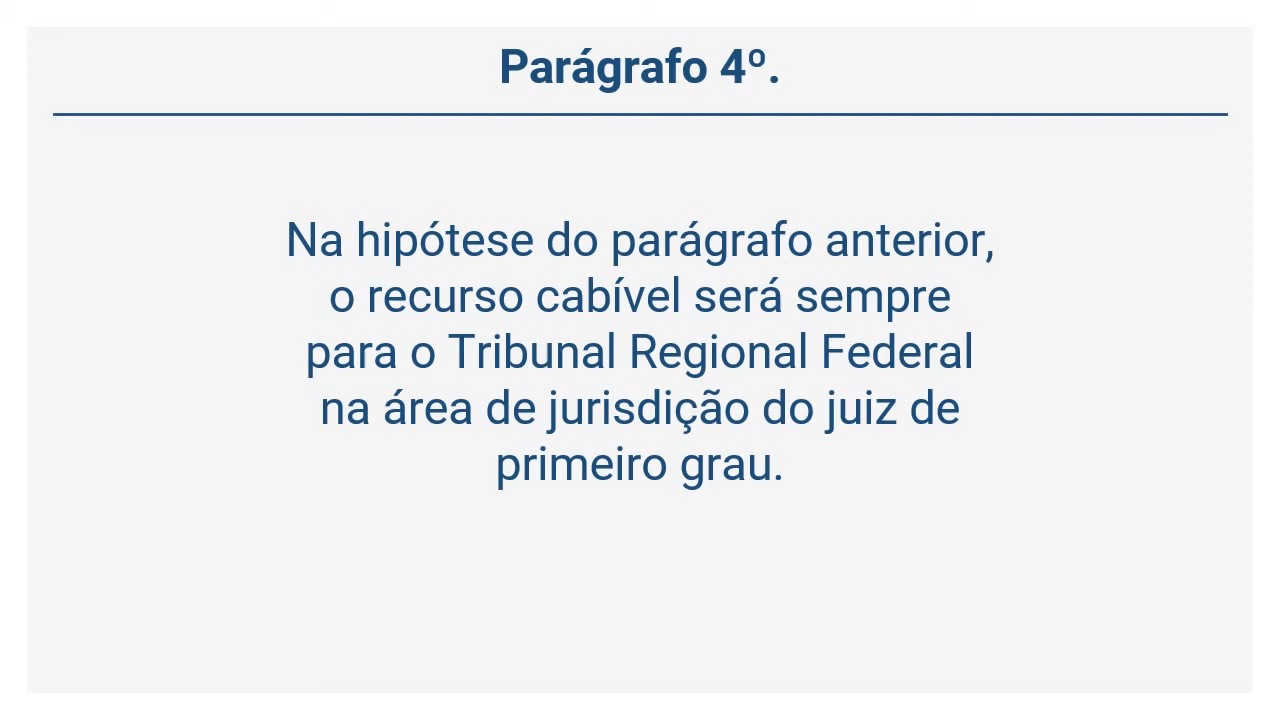 Parágrafo 4º.
Na hipótese do parágrafo anterior,
o recurso cabível será sempre
para o Tribunal Regional Federal
na área de jurisdição do juiz de
primeiro grau.